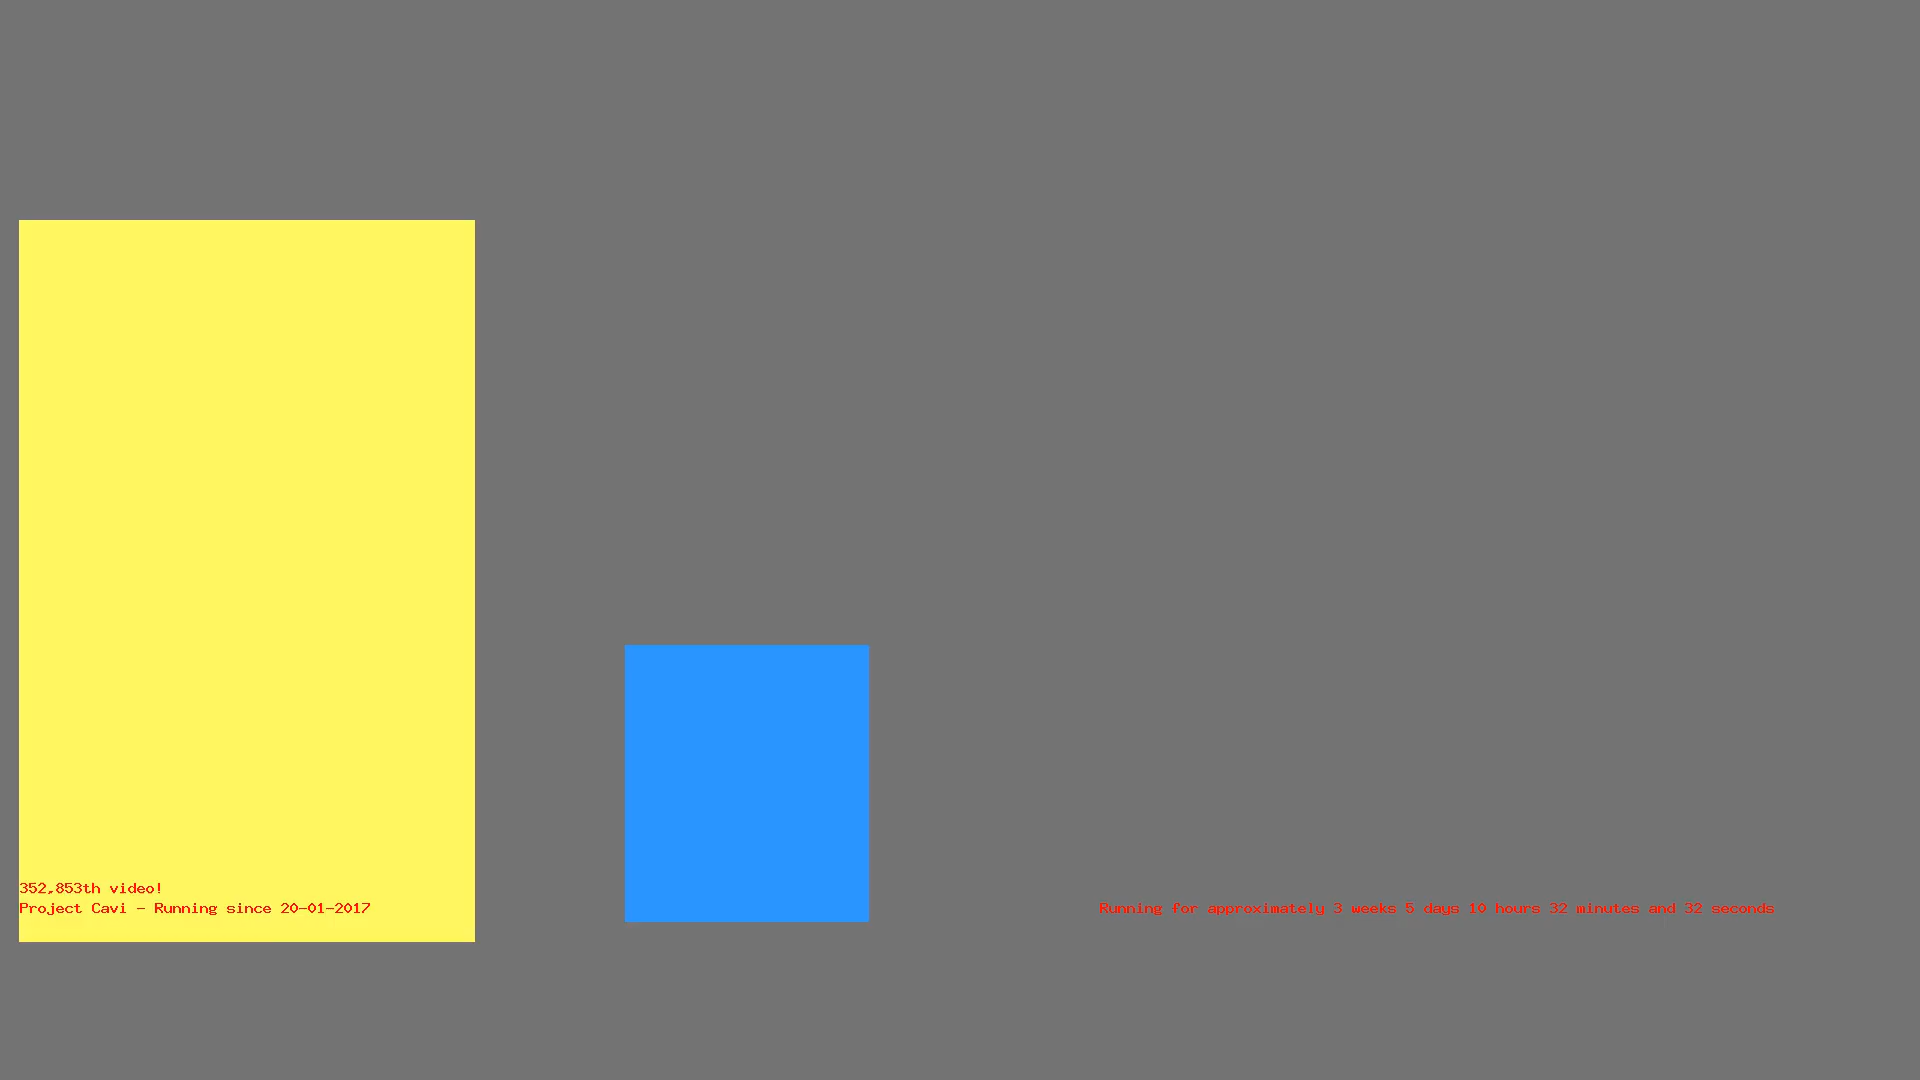 352,853th video!
Project Cavi - Running since 20-01-2017
Running for approximately 3 weeks 5 days 10 hours 32 minutes and 32 seconds